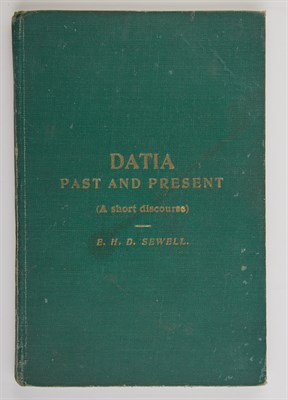 DATIA
PAST AND PRESENT
(A short discourse)
E. H. D. SEWELL.